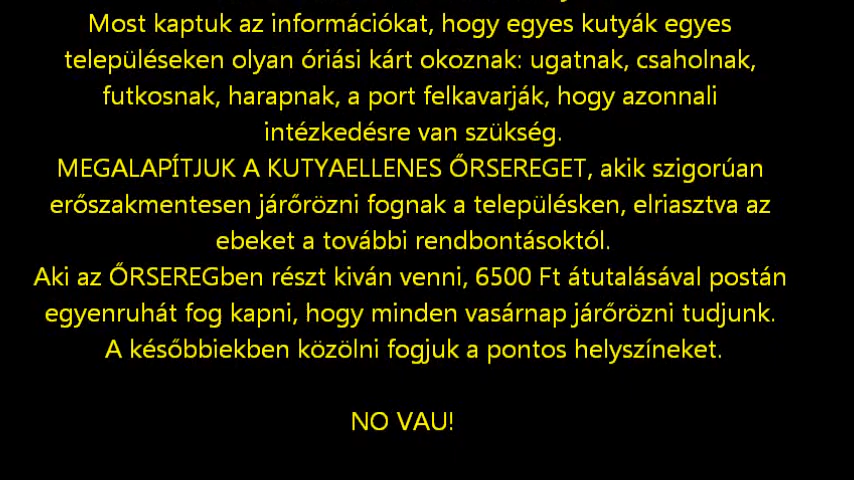 Most kaptuk az információkat, hogy egyes kutyák egyes
településeken olyan óriási kárt okoznak: ugatnak, csaholnak,
futkosnak, harapnak, a port felkavarják, hogy azonnali
intézkedésre van szükség.
MEGALAPÍTJUK A KUTYAELLENES ŐRSEREGET, akik szigorúan
erőszakmentesen járőrözni fognak a településken, elriasztva az
ebeket a további rendbontásoktól.
Aki az ŐRSEREGben részt kiván venni, 6500 Ft átutalásával postán
egyenruhát fog kapni, hogy minden vasárnap járőrözni tudjunk.
A későbbiekben közölni fogjuk a pontos helyszíneket.
NO VAU!